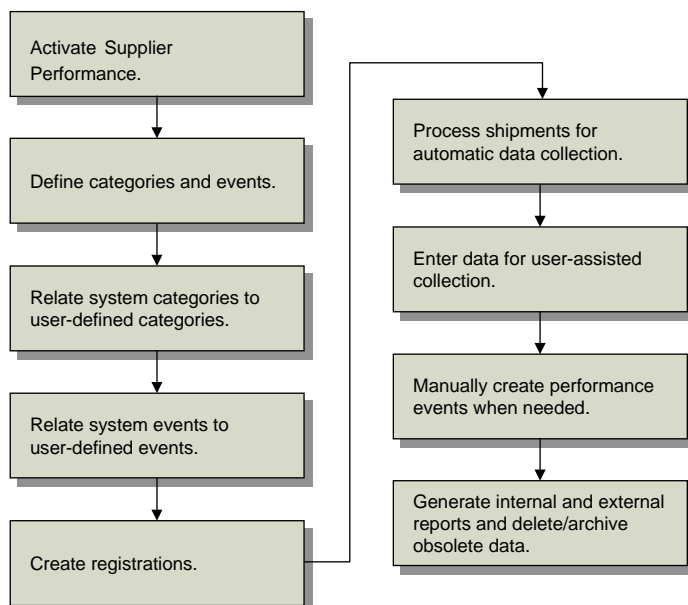 Activate Supplier
Performance.
Define categories and events.
Relate system categories to
user-defined categories.
Relate system events to
user-defined events.
Create registrations.
Process shipments for
automatic data collection.
Enter data for user-assisted
collection.
Manually create performance
events when needed.
Generate internal and external
reports and delete/archive
obsolete data.